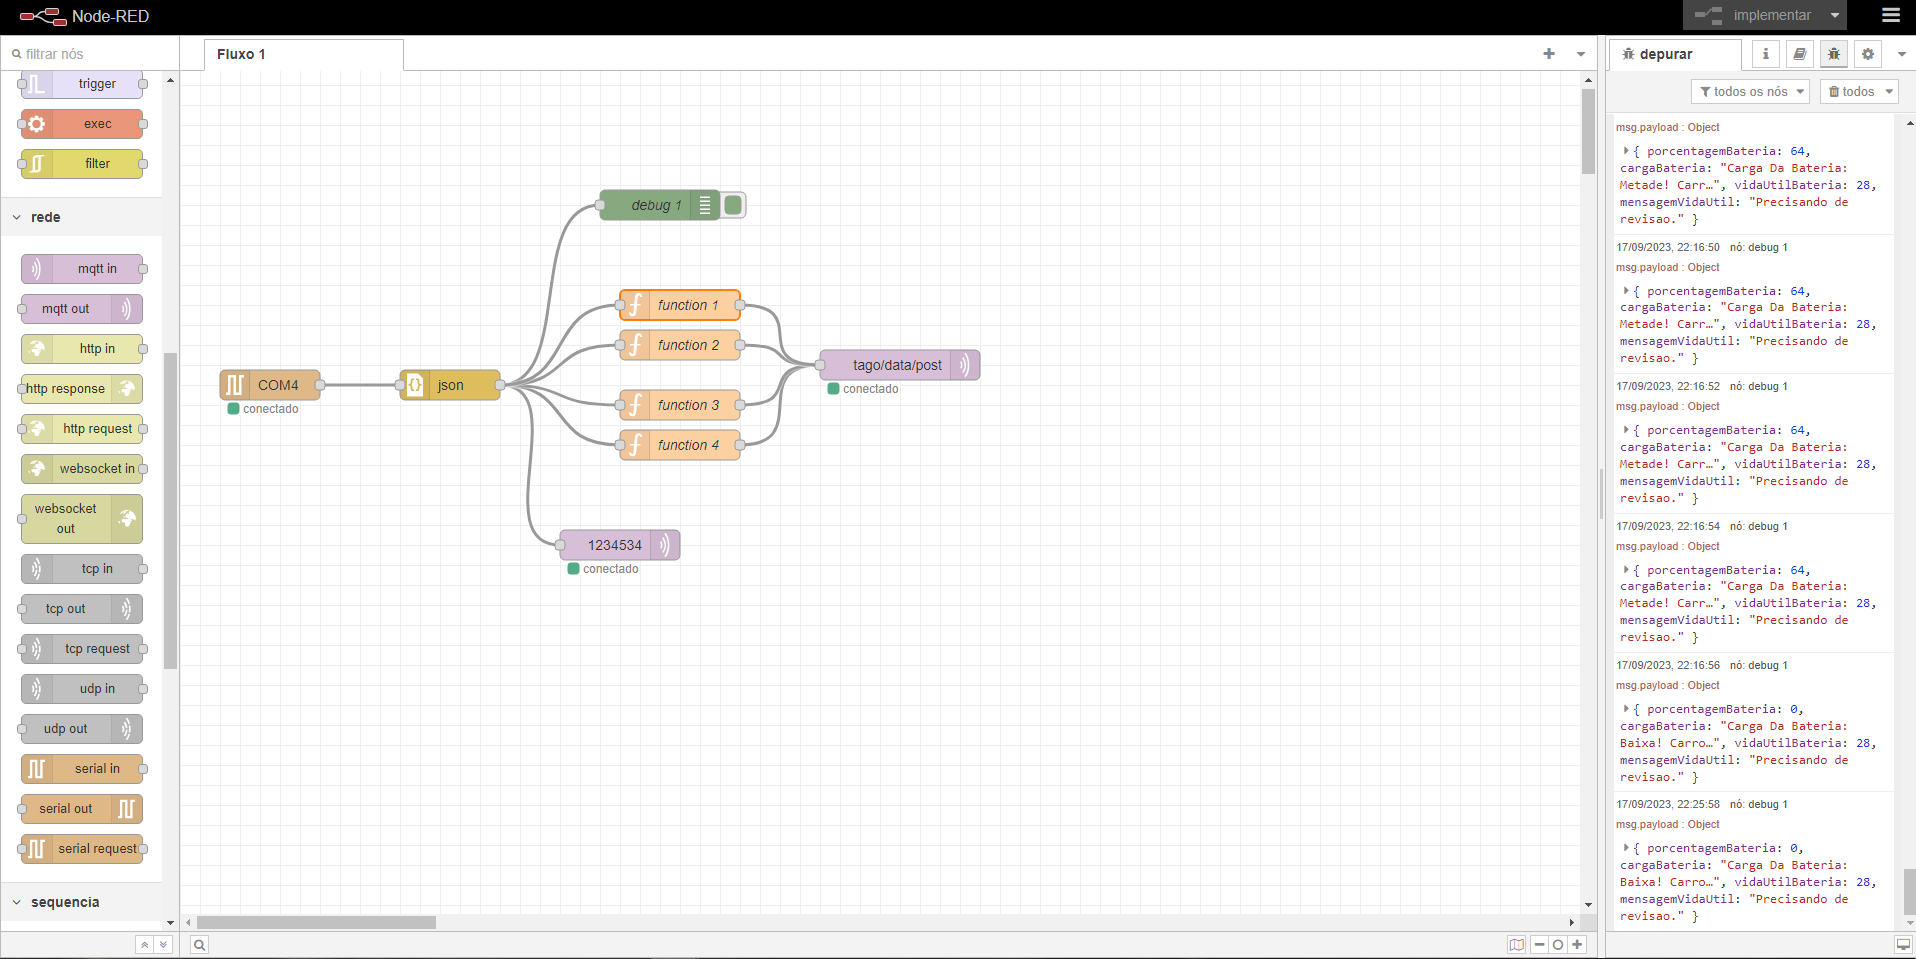 Node-RED
implementar
filtrar nós
trigger
exec
filter
rede
mqtt in
mqtt out
http in
http response
http request
websocket in
websocket
out
tcp in
tcp out
tcp request
udp in
udp out
serial in
serial out
serial request
sequencia
Fluxo 1
debug 1
function 1
function 2
COM4
conectado
json
tago/data/post
conectado
function 3
function 4
1234534
conectado
depurar
todos os nós
todos
msg.payload : Object
{ porcentagemBateria: 64,
cargaBateria: "Carga Da Bateria:
Metade! Carr…", vidaUtilBateria: 28,
mensagemVidaUtil: "Precisando de
revisao." }
17/09/2023, 22:16:50 nó: debug 1
msg.payload : Object
{ porcentagemBateria: 64,
cargaBateria: "Carga Da Bateria:
Metade! Carr…", vidaUtilBateria: 28,
mensagemVidaUtil: "Precisando de
revisao." }
17/09/2023, 22:16:52 nó: debug 1
msg.payload : Object
{ porcentagemBateria: 64,
cargaBateria: "Carga Da Bateria:
Metade! Carr…", vidaUtilBateria: 28,
mensagemVidaUtil: "Precisando de
revisao." }
17/09/2023, 22:16:54 nó: debug 1
msg.payload : Object
{ porcentagemBateria: 64,
cargaBateria: "Carga Da Bateria:
Metade! Carr…", vidaUtilBateria: 28,
mensagemVidaUtil: "Precisando de
revisao." }
17/09/2023, 22:16:56 nó: debug 1
msg.payload : Object
{ porcentagemBateria: 0,
cargaBateria: "Carga Da Bateria:
Baixa! Carro…", vidaUtilBateria: 28,
mensagemVidaUtil: "Precisando de
revisao." }
17/09/2023, 22:25:58 nó: debug 1
msg.payload : Object
{ porcentagemBateria: 0,
cargaBateria: "Carga Da Bateria:
Baixa! Carro…", vidaUtilBateria: 28,
mensagemVidaUtil: "Precisando de
revisao." }